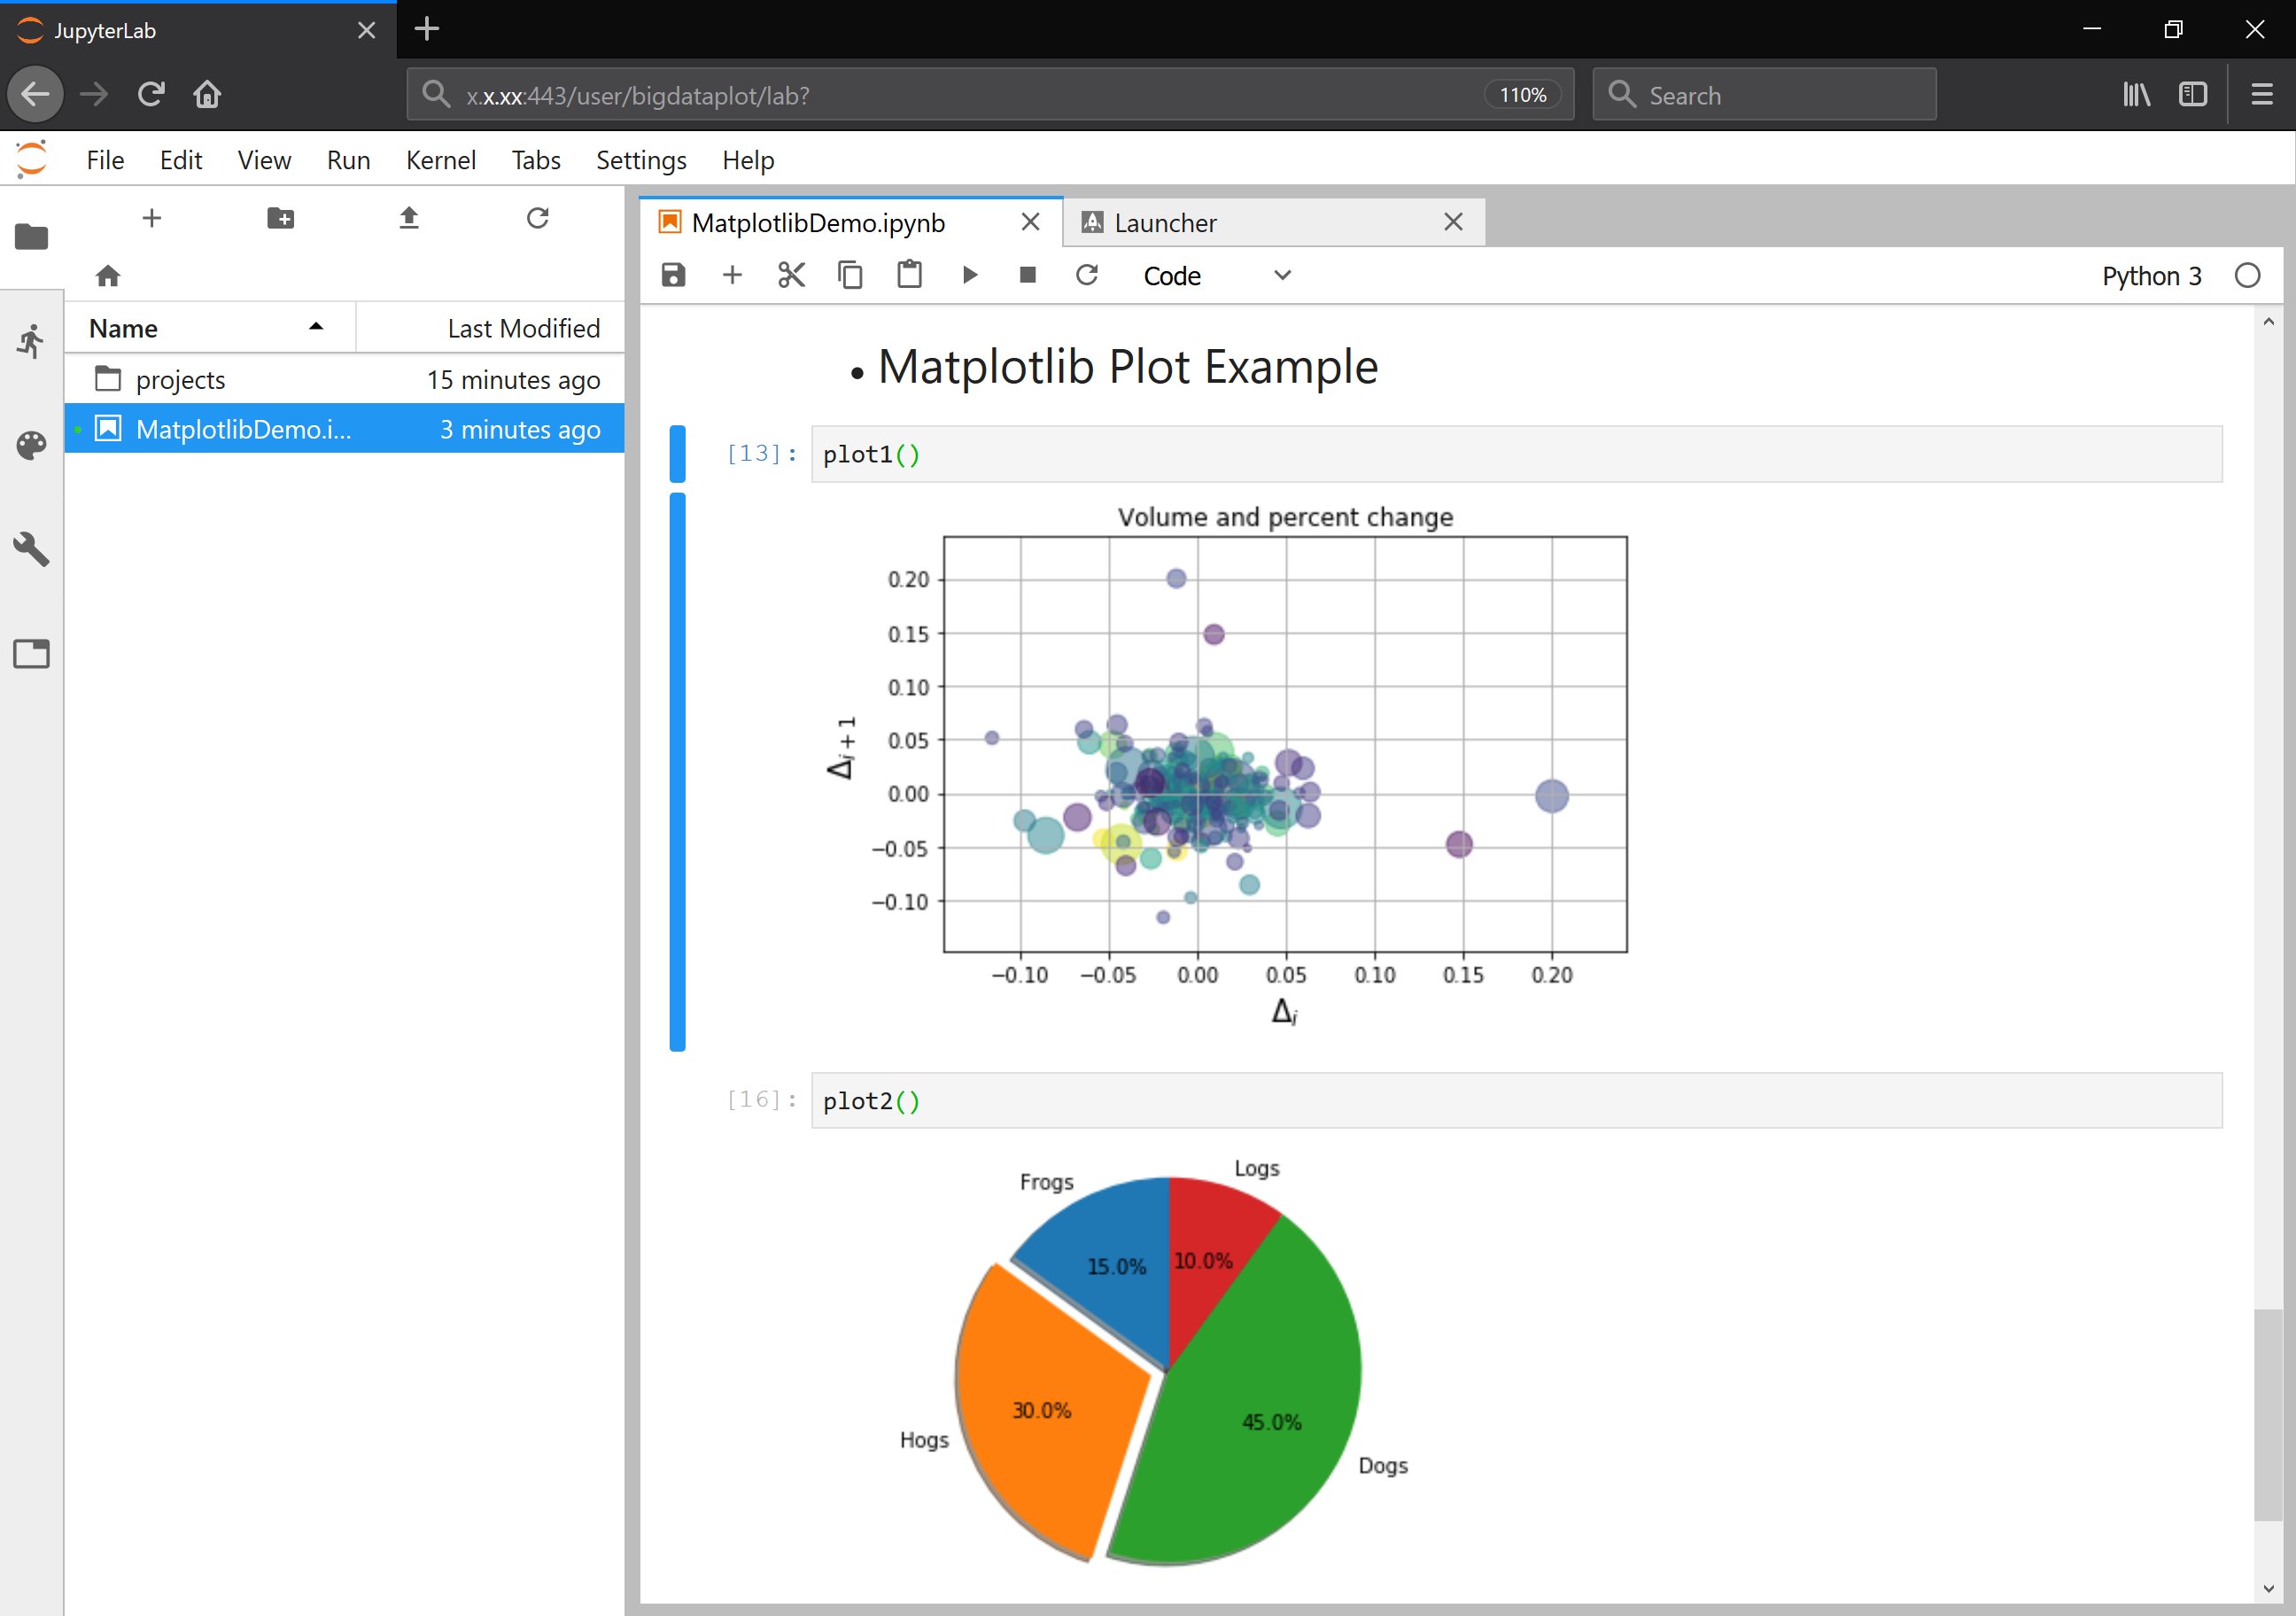 JupyterLab
x.x.xx:443/user/bigdataplot/lab?
110%
Search
File Edit View Run Kernel Tabs Settings Help
MatplotlibDemo.ipynb
Launcher
Code
Python 3
Name
Last Modified
projects
15 minutes ago
MatplotlibDemo.i...
3 minutes ago
• Matplotlib Plot Example
[13]: plot1()
Volume and percent change
0.20
0.15
0.10
0.05
0.00
−0.05
−0.10
Δi + 1
−0.10 −0.05 0.00 0.05 0.10 0.15 0.20
Δi
[16]: plot2()
Logs
Frogs
10.0%
15.0%
30.0%
45.0%
Hogs
Dogs